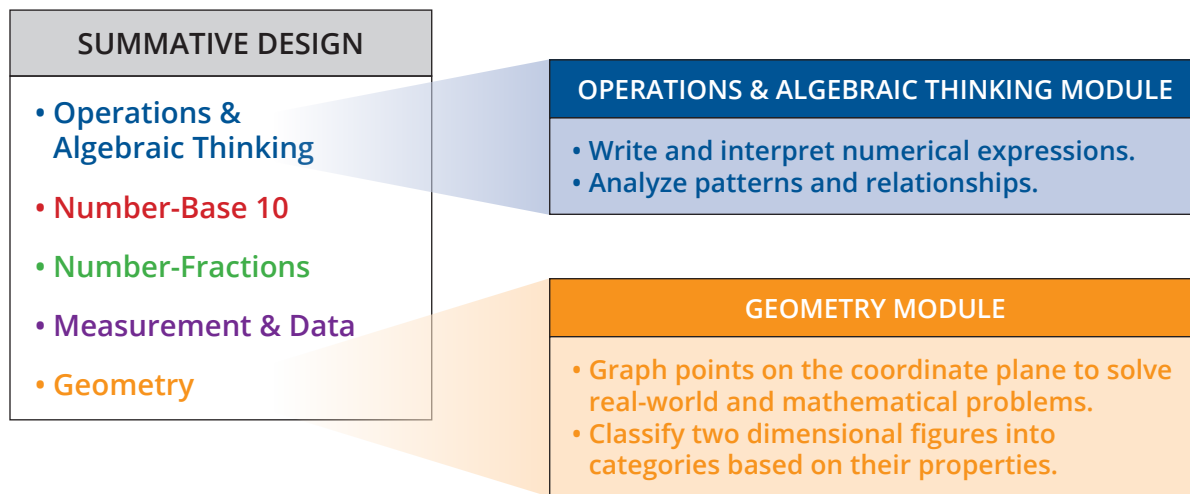 SUMMATIVE DESIGN
• Operations &
Algebraic Thinking
• Number-Base 10
• Number-Fractions
• Measurement & Data
• Geometry
OPERATIONS & ALGEBRAIC THINKING MODULE
• Write and interpret numerical expressions.
• Analyze patterns and relationships.
GEOMETRY MODULE
• Graph points on the coordinate plane to solve
real-world and mathematical problems.
• Classify two dimensional figures into
categories based on their properties.